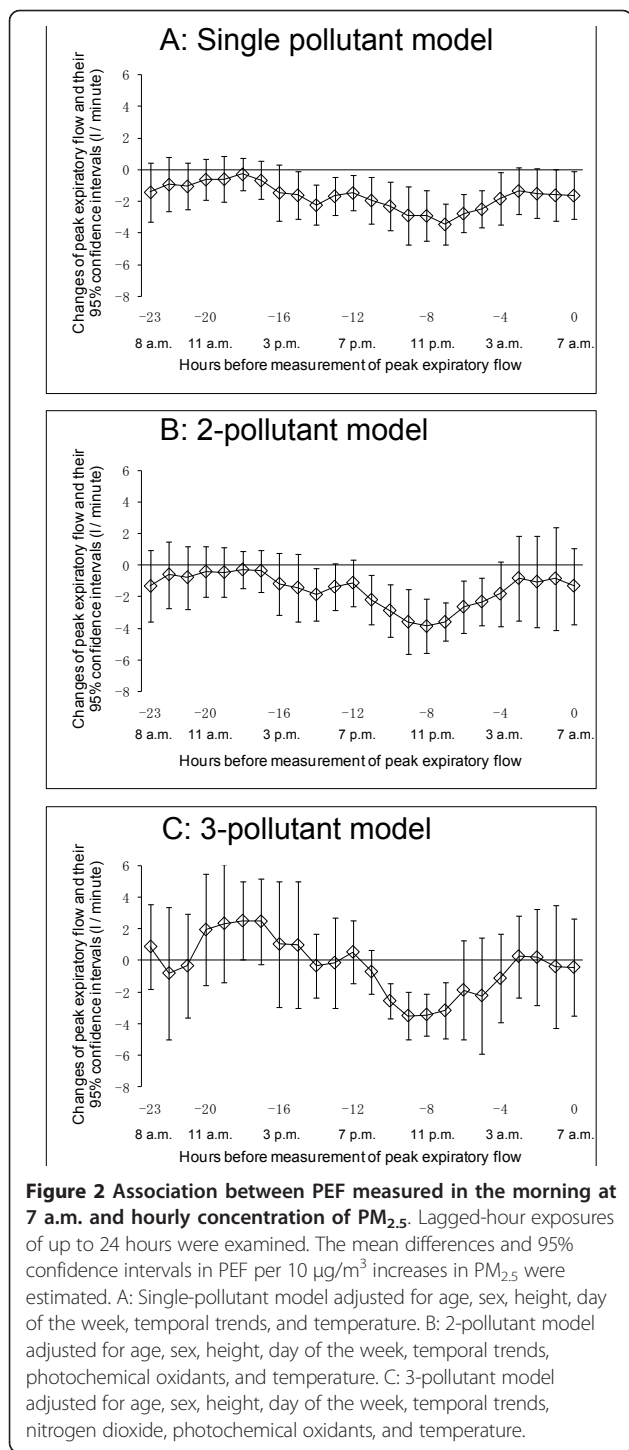 A: Single pollutant model
Changes of peak expiratory flow and their
95% confidence intervals (l / minute)
6
4
2
0
−2
−4
−6
−8
−23 −20 −16 −12 −8 −4 0
8 a.m. 11 a.m. 3 p.m. 7 p.m. 11 p.m. 3 a.m. 7 a.m.
Hours before measurement of peak expiratory flow
B: 2-pollutant model
Changes of peak expiratory flow and their
95% confidence intervals (l / minute)
6
4
2
0
−2
−4
−6
−8
−23 −20 −16 −12 −8 −4 0
8 a.m. 11 a.m. 3 p.m. 7 p.m. 11 p.m. 3 a.m. 7 a.m.
Hours before measurement of peak expiratory flow
C: 3-pollutant model
Changes of peak expiratory flow and their
95% confidence intervals (l / minute)
6
4
2
0
−2
−4
−6
−8
−23 −20 −16 −12 −8 −4 0
8 a.m. 11 a.m. 3 p.m. 7 p.m. 11 p.m. 3 a.m. 7 a.m.
Hours before measurement of peak expiratory flow
Figure 2 Association between PEF measured in the morning at
7 a.m. and hourly concentration of PM2.5. Lagged-hour exposures
of up to 24 hours were examined. The mean differences and 95%
confidence intervals in PEF per 10 μg/m³ increases in PM2.5 were
estimated. A: Single-pollutant model adjusted for age, sex, height, day
of the week, temporal trends, and temperature. B: 2-pollutant model
adjusted for age, sex, height, day of the week, temporal trends,
photochemical oxidants, and temperature. C: 3-pollutant model
adjusted for age, sex, height, day of the week, temporal trends,
nitrogen dioxide, photochemical oxidants, and temperature.